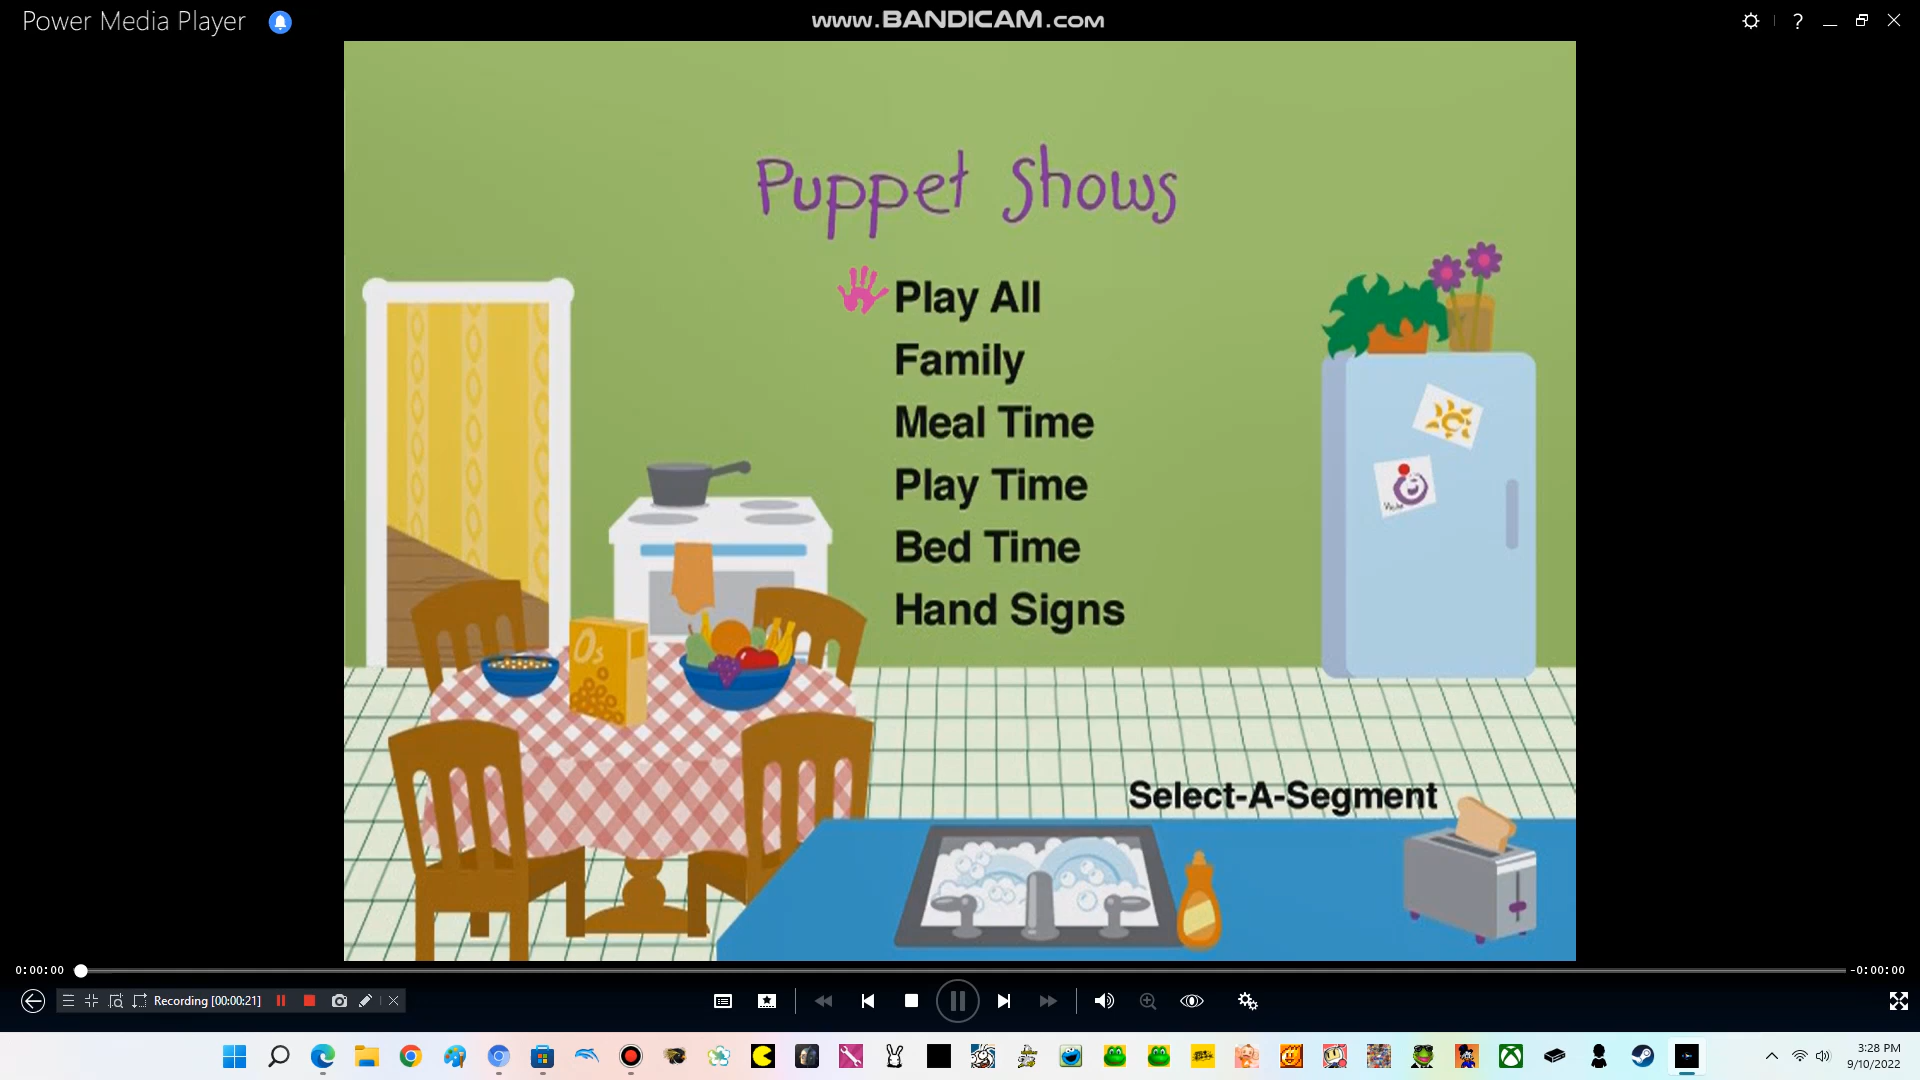 Power Media Player
www.BANDICAM.com
?
Puppet Shows
Play All
Family
Meal Time
Play Time
Bed Time
Hand Signs
Os
Select-A-Segment
0:00:00
-0:00:00
Recording [00:00:21]
3:28 PM
9/10/2022